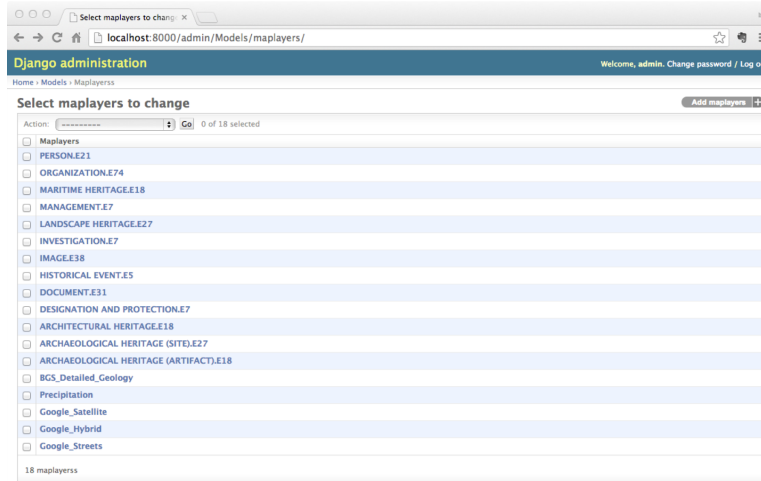 Select maplayers to chang
localhost:8000/admin/Models/maplayers/
Django administration
Welcome, admin. Change password / Log o
Home › Models › Maplayerss
Select maplayers to change
Add maplayers +
Action: --------- Go 0 of 18 selected
Maplayers
PERSON.E21
ORGANIZATION.E74
MARITIME HERITAGE.E18
MANAGEMENT.E7
LANDSCAPE HERITAGE.E27
INVESTIGATION.E7
IMAGE.E38
HISTORICAL EVENT.E5
DOCUMENT.E31
DESIGNATION AND PROTECTION.E7
ARCHITECTURAL HERITAGE.E18
ARCHAEOLOGICAL HERITAGE (SITE).E27
ARCHAEOLOGICAL HERITAGE (ARTIFACT).E18
BGS_Detailed_Geology
Precipitation
Google_Satellite
Google_Hybrid
Google_Streets
18 maplayerss